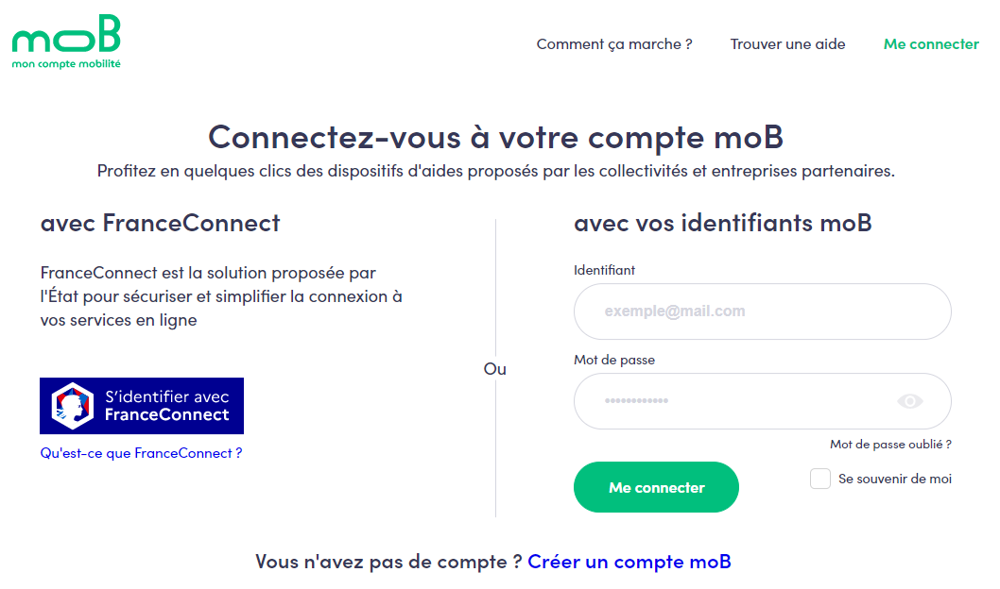 moB
mon compte mobilité
Comment ça marche ?
Trouver une aide
Me connecter
Connectez-vous à votre compte moB
Profitez en quelques clics des dispositifs d'aides proposés par les collectivités et entreprises partenaires.
avec FranceConnect
FranceConnect est la solution proposée par
l'État pour sécuriser et simplifier la connexion à
vos services en ligne
S'identifier avec
FranceConnect
Qu'est-ce que FranceConnect ?
Ou
avec vos identifiants moB
Identifiant
exemple@mail.com
Mot de passe
••••••••••••
Mot de passe oublié ?
Me connecter
Se souvenir de moi
Vous n'avez pas de compte ? Créer un compte moB